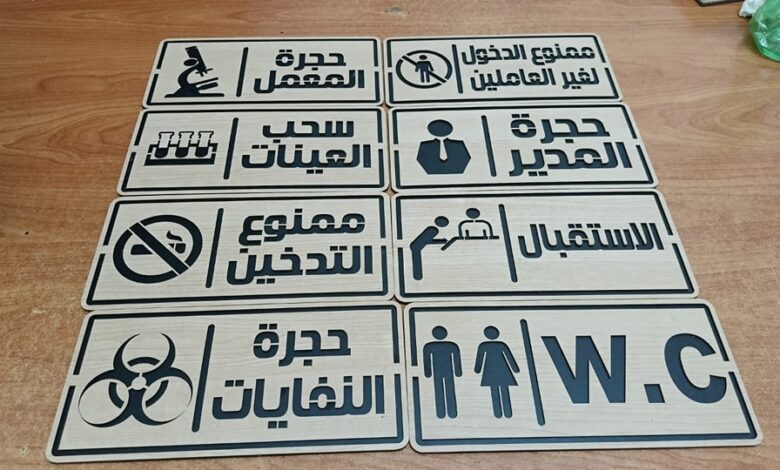 ممنوع الدخول
لغير العاملين
حجرة
المعمل
حجرة
المدير
سحب
العينات
الاستقبال
ممنوع
التدخين
W.C
حجرة
النفايات